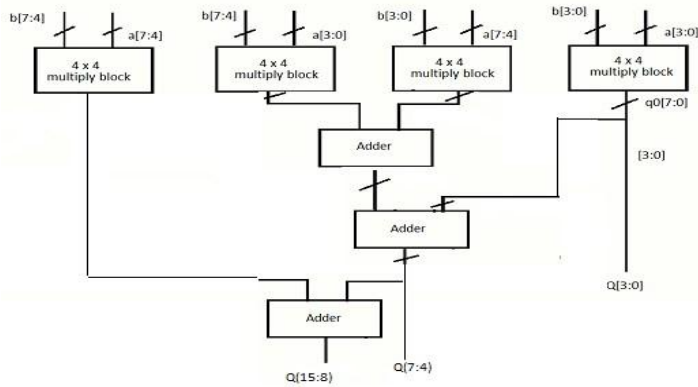 b[7:4] a[7:4] b[7:4] a[3:0] b[3:0] a[7:4] b[3:0] a[3:0]
4 x 4
multiply block
4 x 4
multiply block
4 x 4
multiply block
4 x 4
multiply block
q0[7:0]
Adder
[3:0]
Adder
Q[3:0]
Adder
Q(7:4)
Q(15:8)